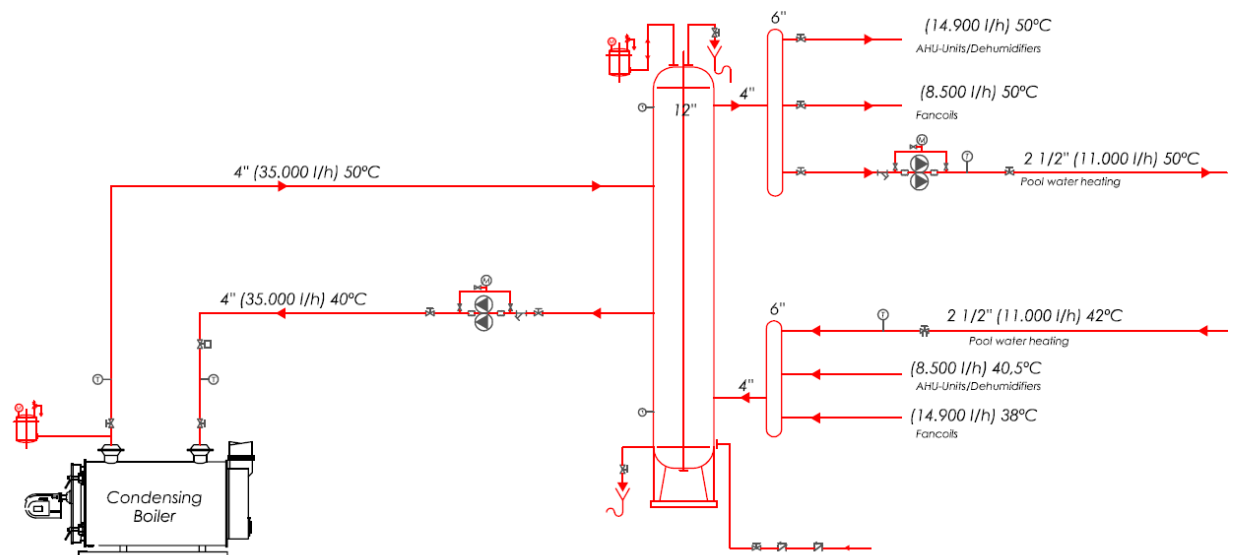 6"
(14.900 l/h) 50ºC
AHU-Units/Dehumidifiers
M
4"
(8.500 l/h) 50ºC
Fancoils
T
12"
M
T
2 1/2" (11.000 l/h) 50ºC
Pool water heating
4" (35.000 l/h) 50ºC
M
4" (35.000 l/h) 40ºC
6"
T
2 1/2" (11.000 l/h) 42ºC
Pool water heating
(8.500 l/h) 40,5ºC
AHU-Units/Dehumidifiers
4"
(14.900 l/h) 38ºC
Fancoils
T
T
T
M
Condensing
Boiler